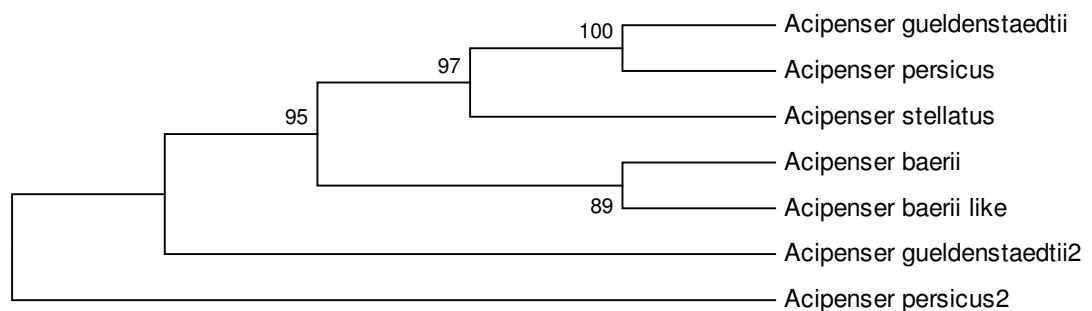 Acipenser gueldenstaedtii
100
Acipenser persicus
97
Acipenser stellatus
95
Acipenser baerii
Acipenser baerii like
89
Acipenser gueldenstaedtii2
Acipenser persicus2